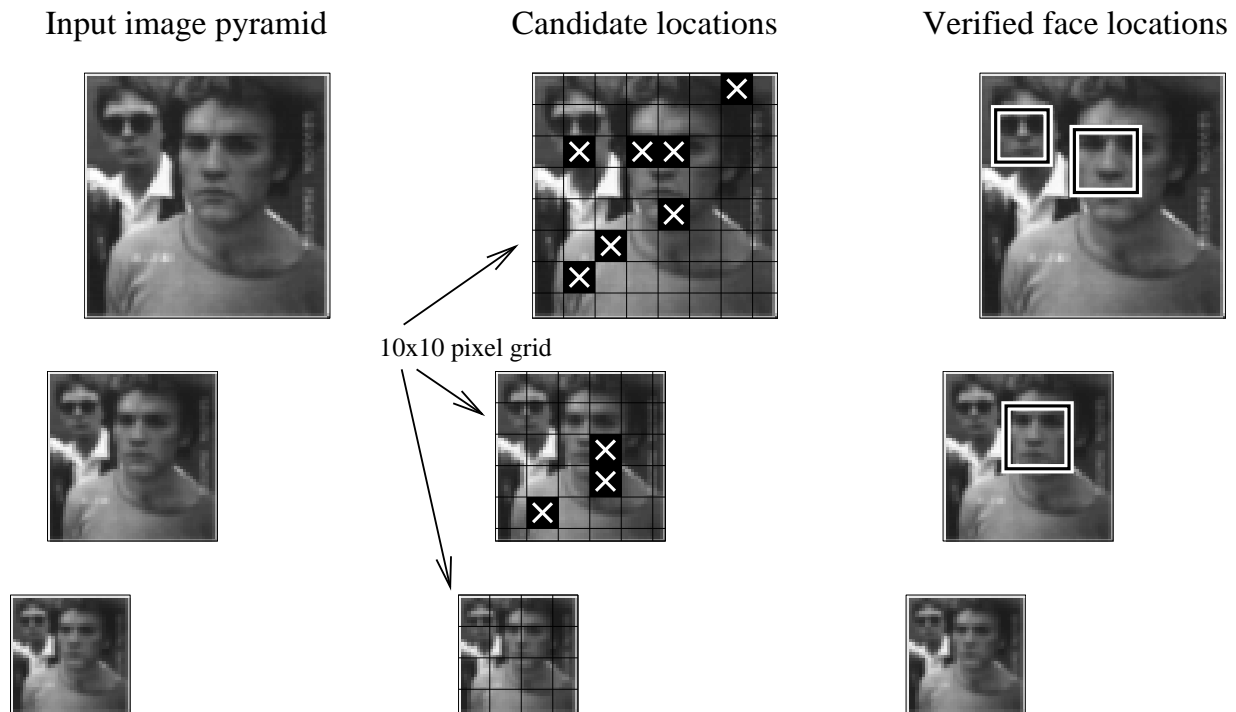 Input image pyramid
Candidate locations
Verified face locations
10x10 pixel grid